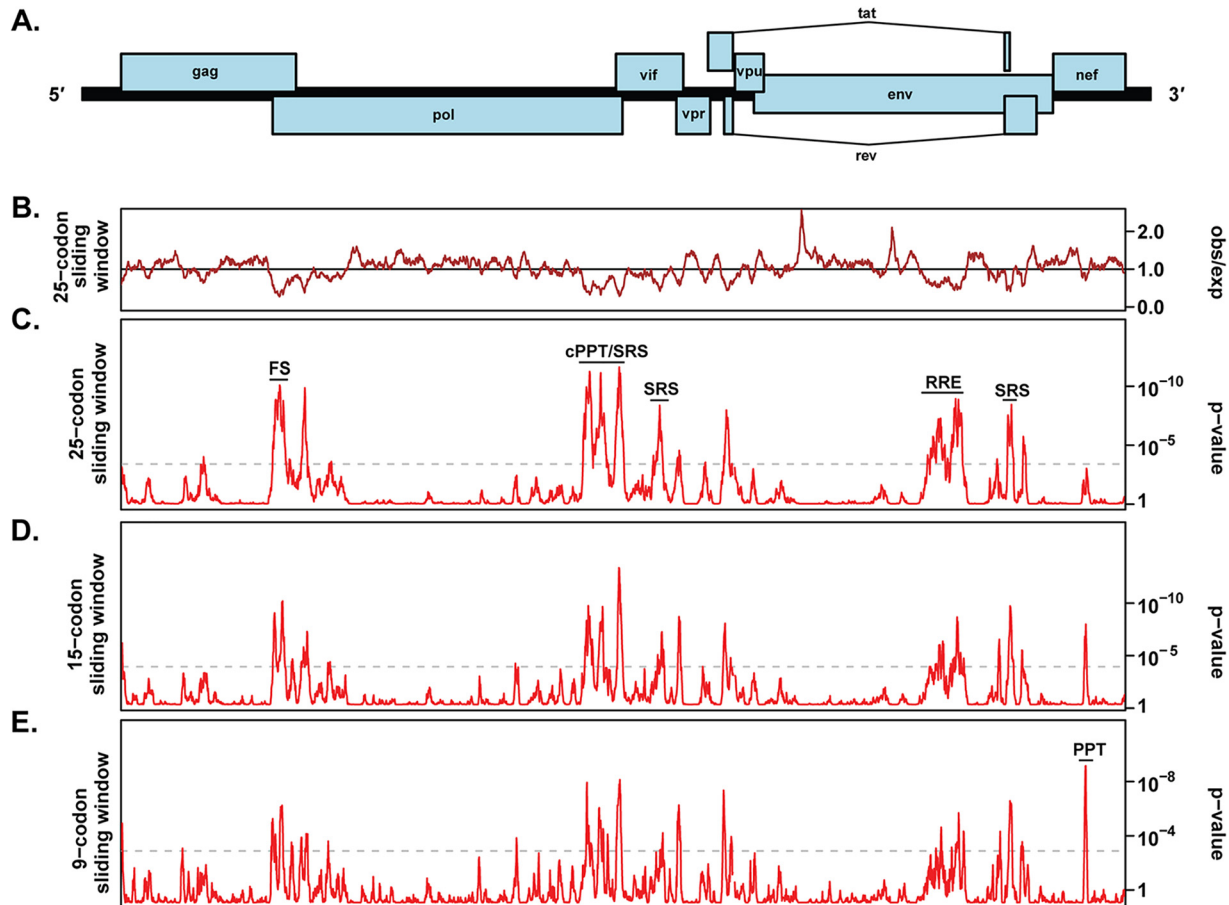 A.
tat
gag
vif
vpu
nef
5′
env
3′
pol
vpr
rev
B.
25−codon
sliding
window
2.0
1.0
0.0
obs/exp
C.
25−codon
sliding window
FS
cPPT/SRS
SRS
RRE
SRS
10−10
10−5
1
p−value
D.
15−codon
sliding window
10−10
10−5
1
p−value
E.
9−codon
sliding window
PPT
10−8
10−4
1
p−value